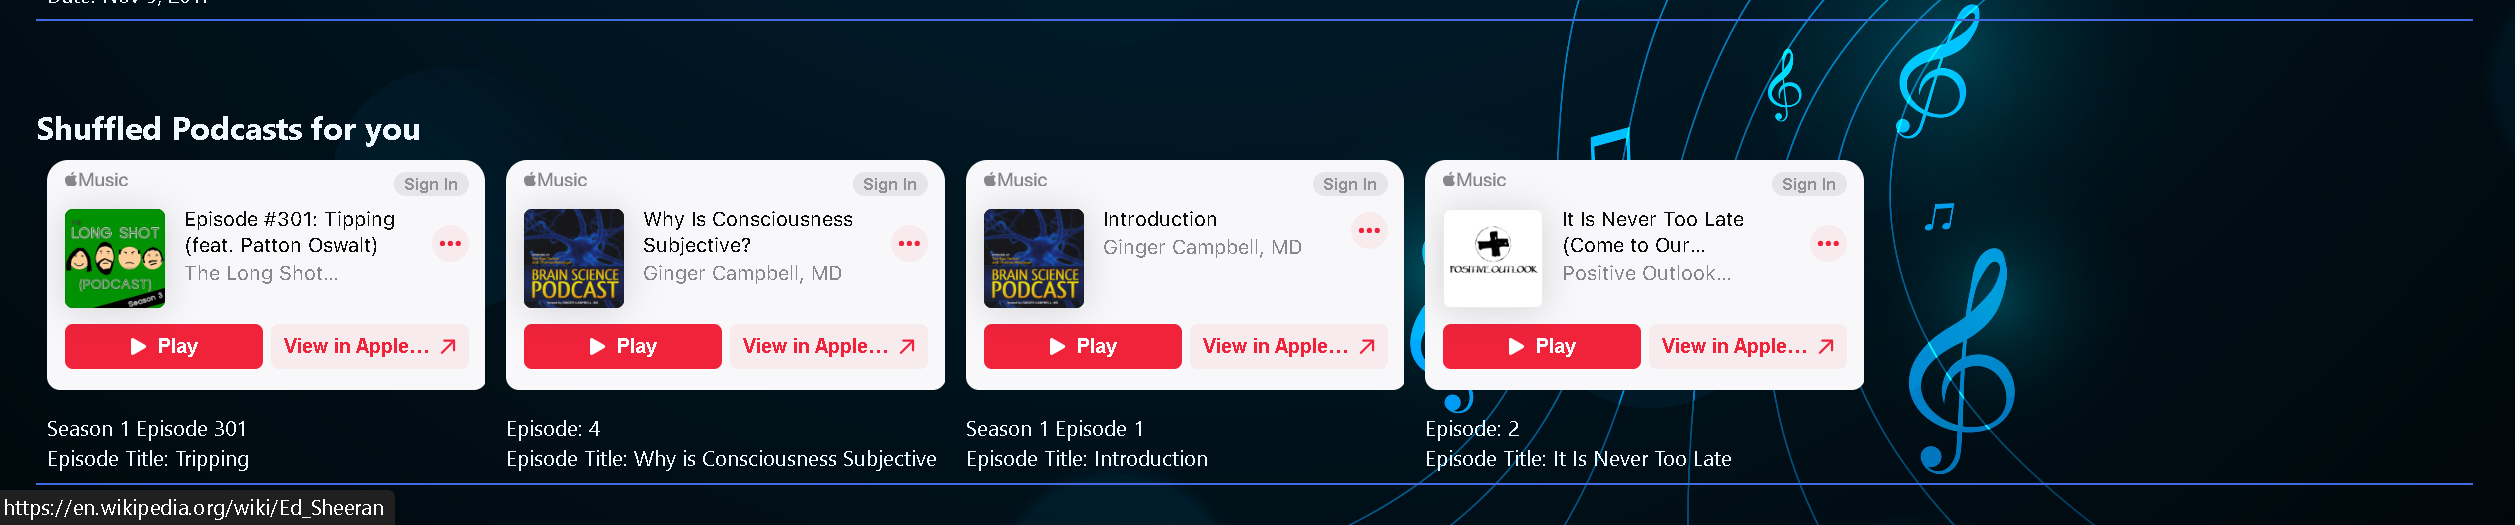 Date: Nov 9, 2017
Shuffled Podcasts for you
Music
Sign In
LONG SHOT
(PODCAST)
Season 3
Episode #301: Tipping
(feat. Patton Oswalt)
The Long Shot...
Play
View in Apple...
Season 1 Episode 301
Episode Title: Tripping
Music
Sign In
BRAIN SCIENCE
PODCAST
Why Is Consciousness
Subjective?
Ginger Campbell, MD
Play
View in Apple...
Episode: 4
Episode Title: Why is Consciousness Subjective
Music
Sign In
BRAIN SCIENCE
PODCAST
Introduction
Ginger Campbell, MD
Play
View in Apple...
Season 1 Episode 1
Episode Title: Introduction
Music
Sign In
POSITIVE OUTLOOK
It Is Never Too Late
(Come to Our...
Positive Outlook...
Play
View in Apple...
Episode: 2
Episode Title: It Is Never Too Late
https://en.wikipedia.org/wiki/Ed_Sheeran